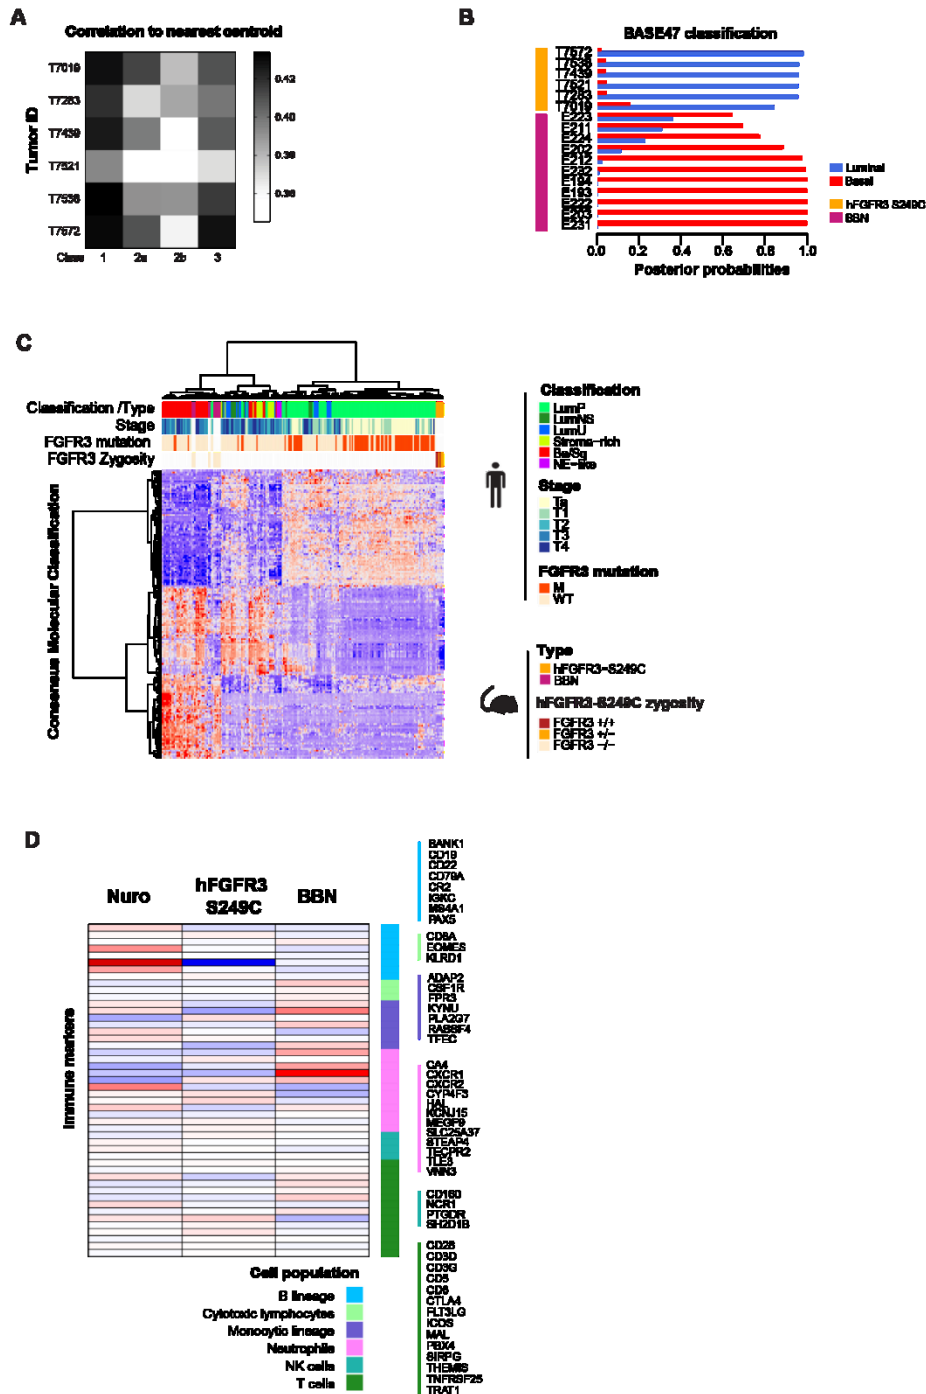 A
Correlation to nearest centroid
Tumor ID
T7019
T7283
T7439
T7521
T7536
T7572
Class 1 2a 2b 3
0.42
0.40
0.38
0.36
B
BASE47 classification
T7572
T7536
T7439
T7521
T7283
T7019
E223
E211
E224
E202
E212
E232
E194
E193
E222
E203
E231
0.0 0.2 0.4 0.6 0.8 1.0
Posterior probabilities
Luminal
Basal
hFGFR3 S249C
BBN
C
Classification /Type
Stage
FGFR3 mutation
FGFR3 Zygosity
Consensus Molecular Classification
Classification
LumP
LumNS
LumU
Stroma-rich
Ba/Sq
NE-like
Stage
Ta
T1
T2
T3
T4
FGFR3 mutation
M
WT
Type
hFGFR3-S249C
BBN
hFGFR3-S249C zygosity
FGFR3 +/+
FGFR3 +/-
FGFR3 -/-
D
Nuro
hFGFR3
S249C
BBN
Immune markers
BANK1
CD19
CD22
CD79A
CR2
IGKC
MS4A1
PAX5
CD8A
EOMES
KLRD1
ADAP2
CSF1R
FPR3
KYNU
PLA2G7
RASSF4
TFEC
CA4
CXCR1
CXCR2
CYP4F3
HAL
KCNJ15
MEGF9
SLC25A37
STEAP4
TECPR2
TLE3
VNN3
CD160
NCR1
PTGDR
SH2D1B
CD28
CD3D
CD3G
CD5
CD6
CTLA4
FLT3LG
ICOS
MAL
PBX4
SIRPG
THEMIS
TNFRSF25
TRAT1
Cell population
B lineage
Cytotoxic lymphocytes
Monocytic lineage
Neutrophils
NK cells
T cells